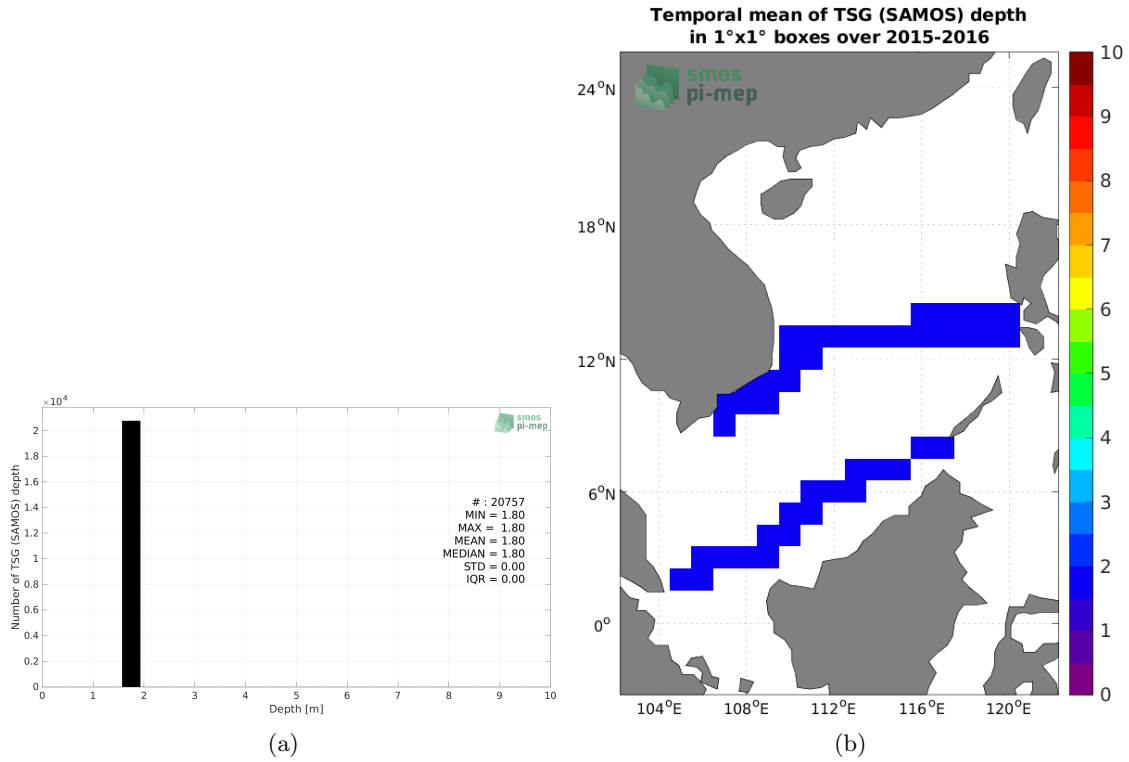 ×10⁴
2
1.8
1.6
1.4
1.2
1
0.8
0.6
0.4
0.2
0
Number of TSG (SAMOS) depth
smos
pi-mep
# : 20757
MIN = 1.80
MAX = 1.80
MEAN = 1.80
MEDIAN = 1.80
STD = 0.00
IQR = 0.00
0 1 2 3 4 5 6 7 8 9 10
Depth [m]
(a)
Temporal mean of TSG (SAMOS) depth
in 1°x1° boxes over 2015-2016
smos
pi-mep
24°N
18°N
12°N
6°N
0°
104°E 108°E 112°E 116°E 120°E
10
9
8
7
6
5
4
3
2
1
0
(b)